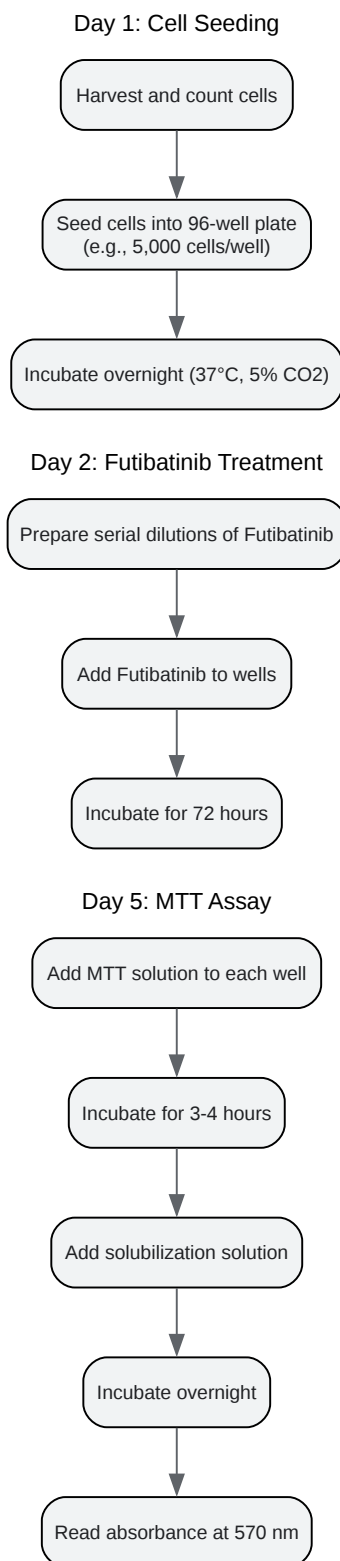 Day 1: Cell Seeding
Harvest and count cells
Seed cells into 96-well plate
(e.g., 5,000 cells/well)
Incubate overnight (37°C, 5% CO2)
Day 2: Futibatinib Treatment
Prepare serial dilutions of Futibatinib
Add Futibatinib to wells
Incubate for 72 hours
Day 5: MTT Assay
Add MTT solution to each well
Incubate for 3-4 hours
Add solubilization solution
Incubate overnight
Read absorbance at 570 nm